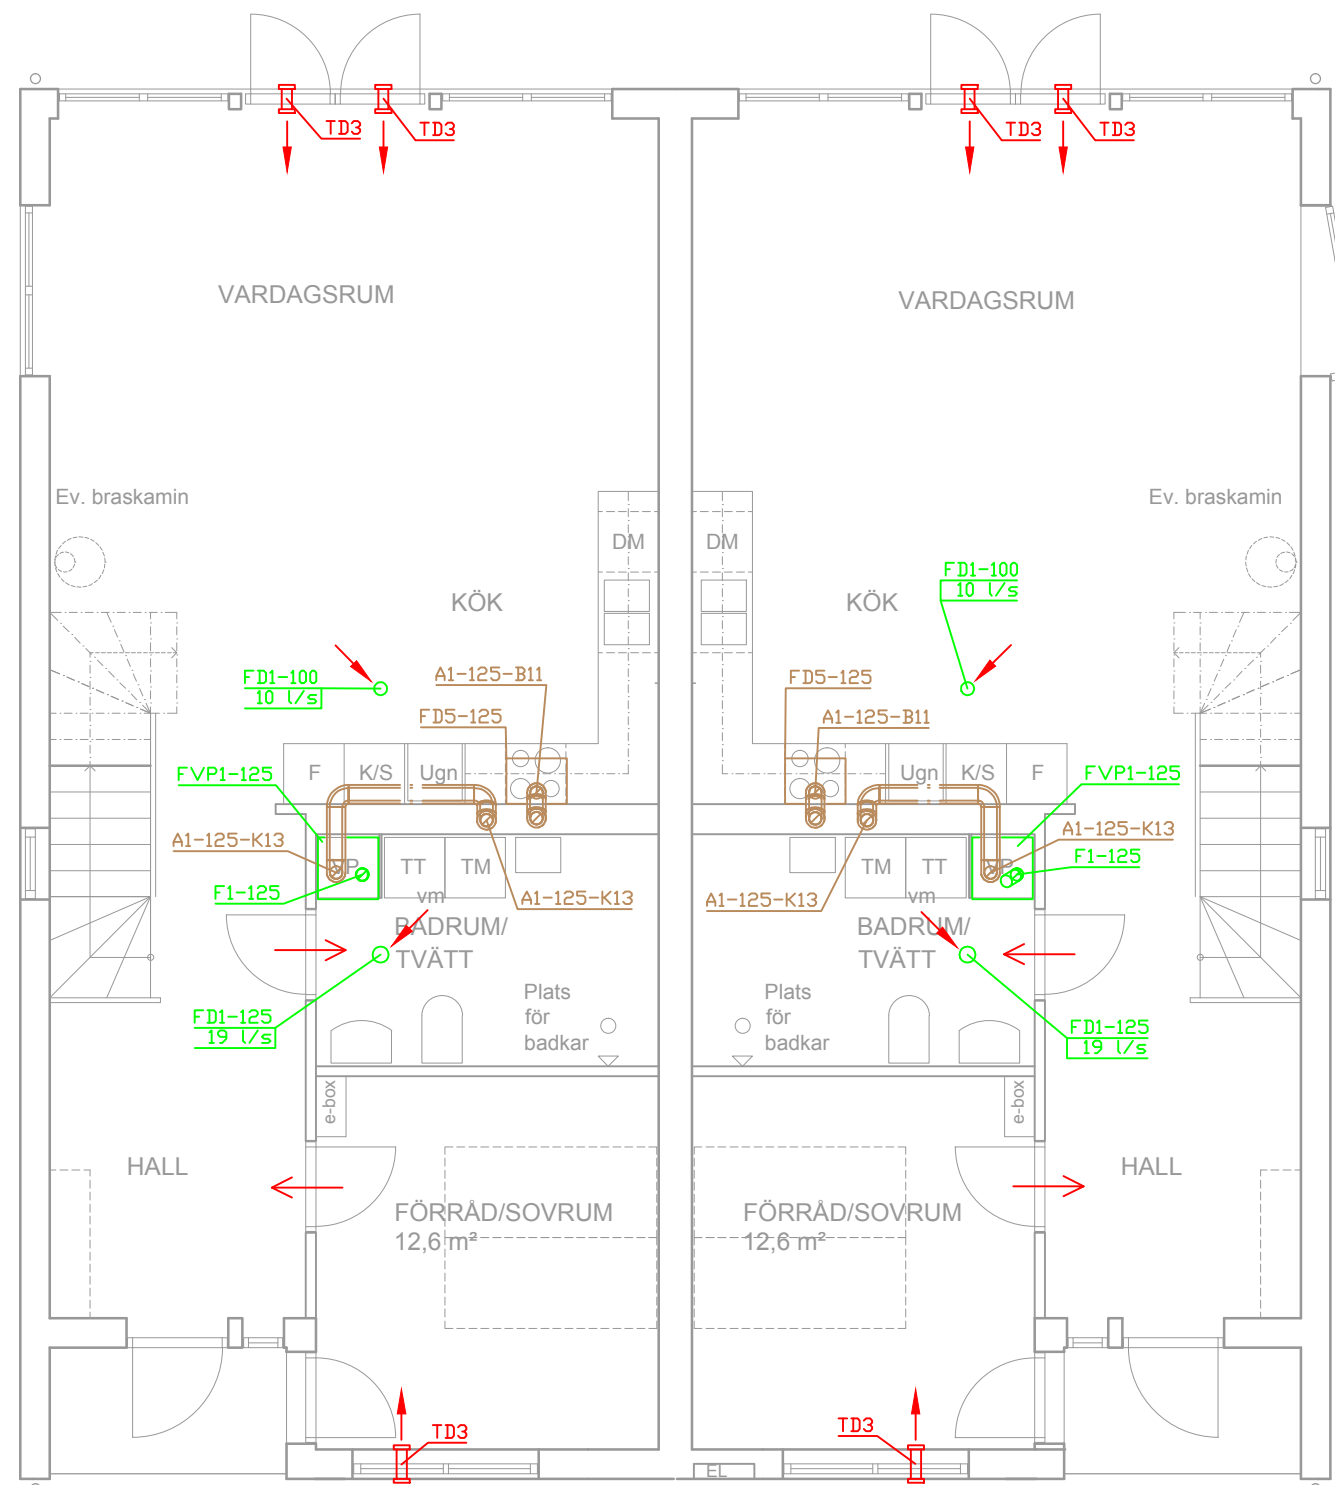 TD3
TD3
TD3
TD3
VARDAGSRUM
VARDAGSRUM
Ev. braskamin
Ev. braskamin
DM
DM
FD1-100
10 l/s
KÖK
KÖK
FD1-100
10 l/s
A1-125-B11
FD5-125
FD5-125
A1-125-B11
F
K/S
Ugn
Ugn
K/S
F
FVP1-125
FVP1-125
A1-125-K13
A1-125-K13
F1-125
F1-125
TT
TM
TM
TT
vm
vm
A1-125-K13
A1-125-K13
BADRUM/
TVÄTT
BADRUM/
TVÄTT
Plats
för
badkar
Plats
för
badkar
FD1-125
19 l/s
FD1-125
19 l/s
e-box
e-box
HALL
HALL
FÖRRÅD/SOVRUM
12,6 m²
FÖRRÅD/SOVRUM
12,6 m²
TD3
TD3
EL